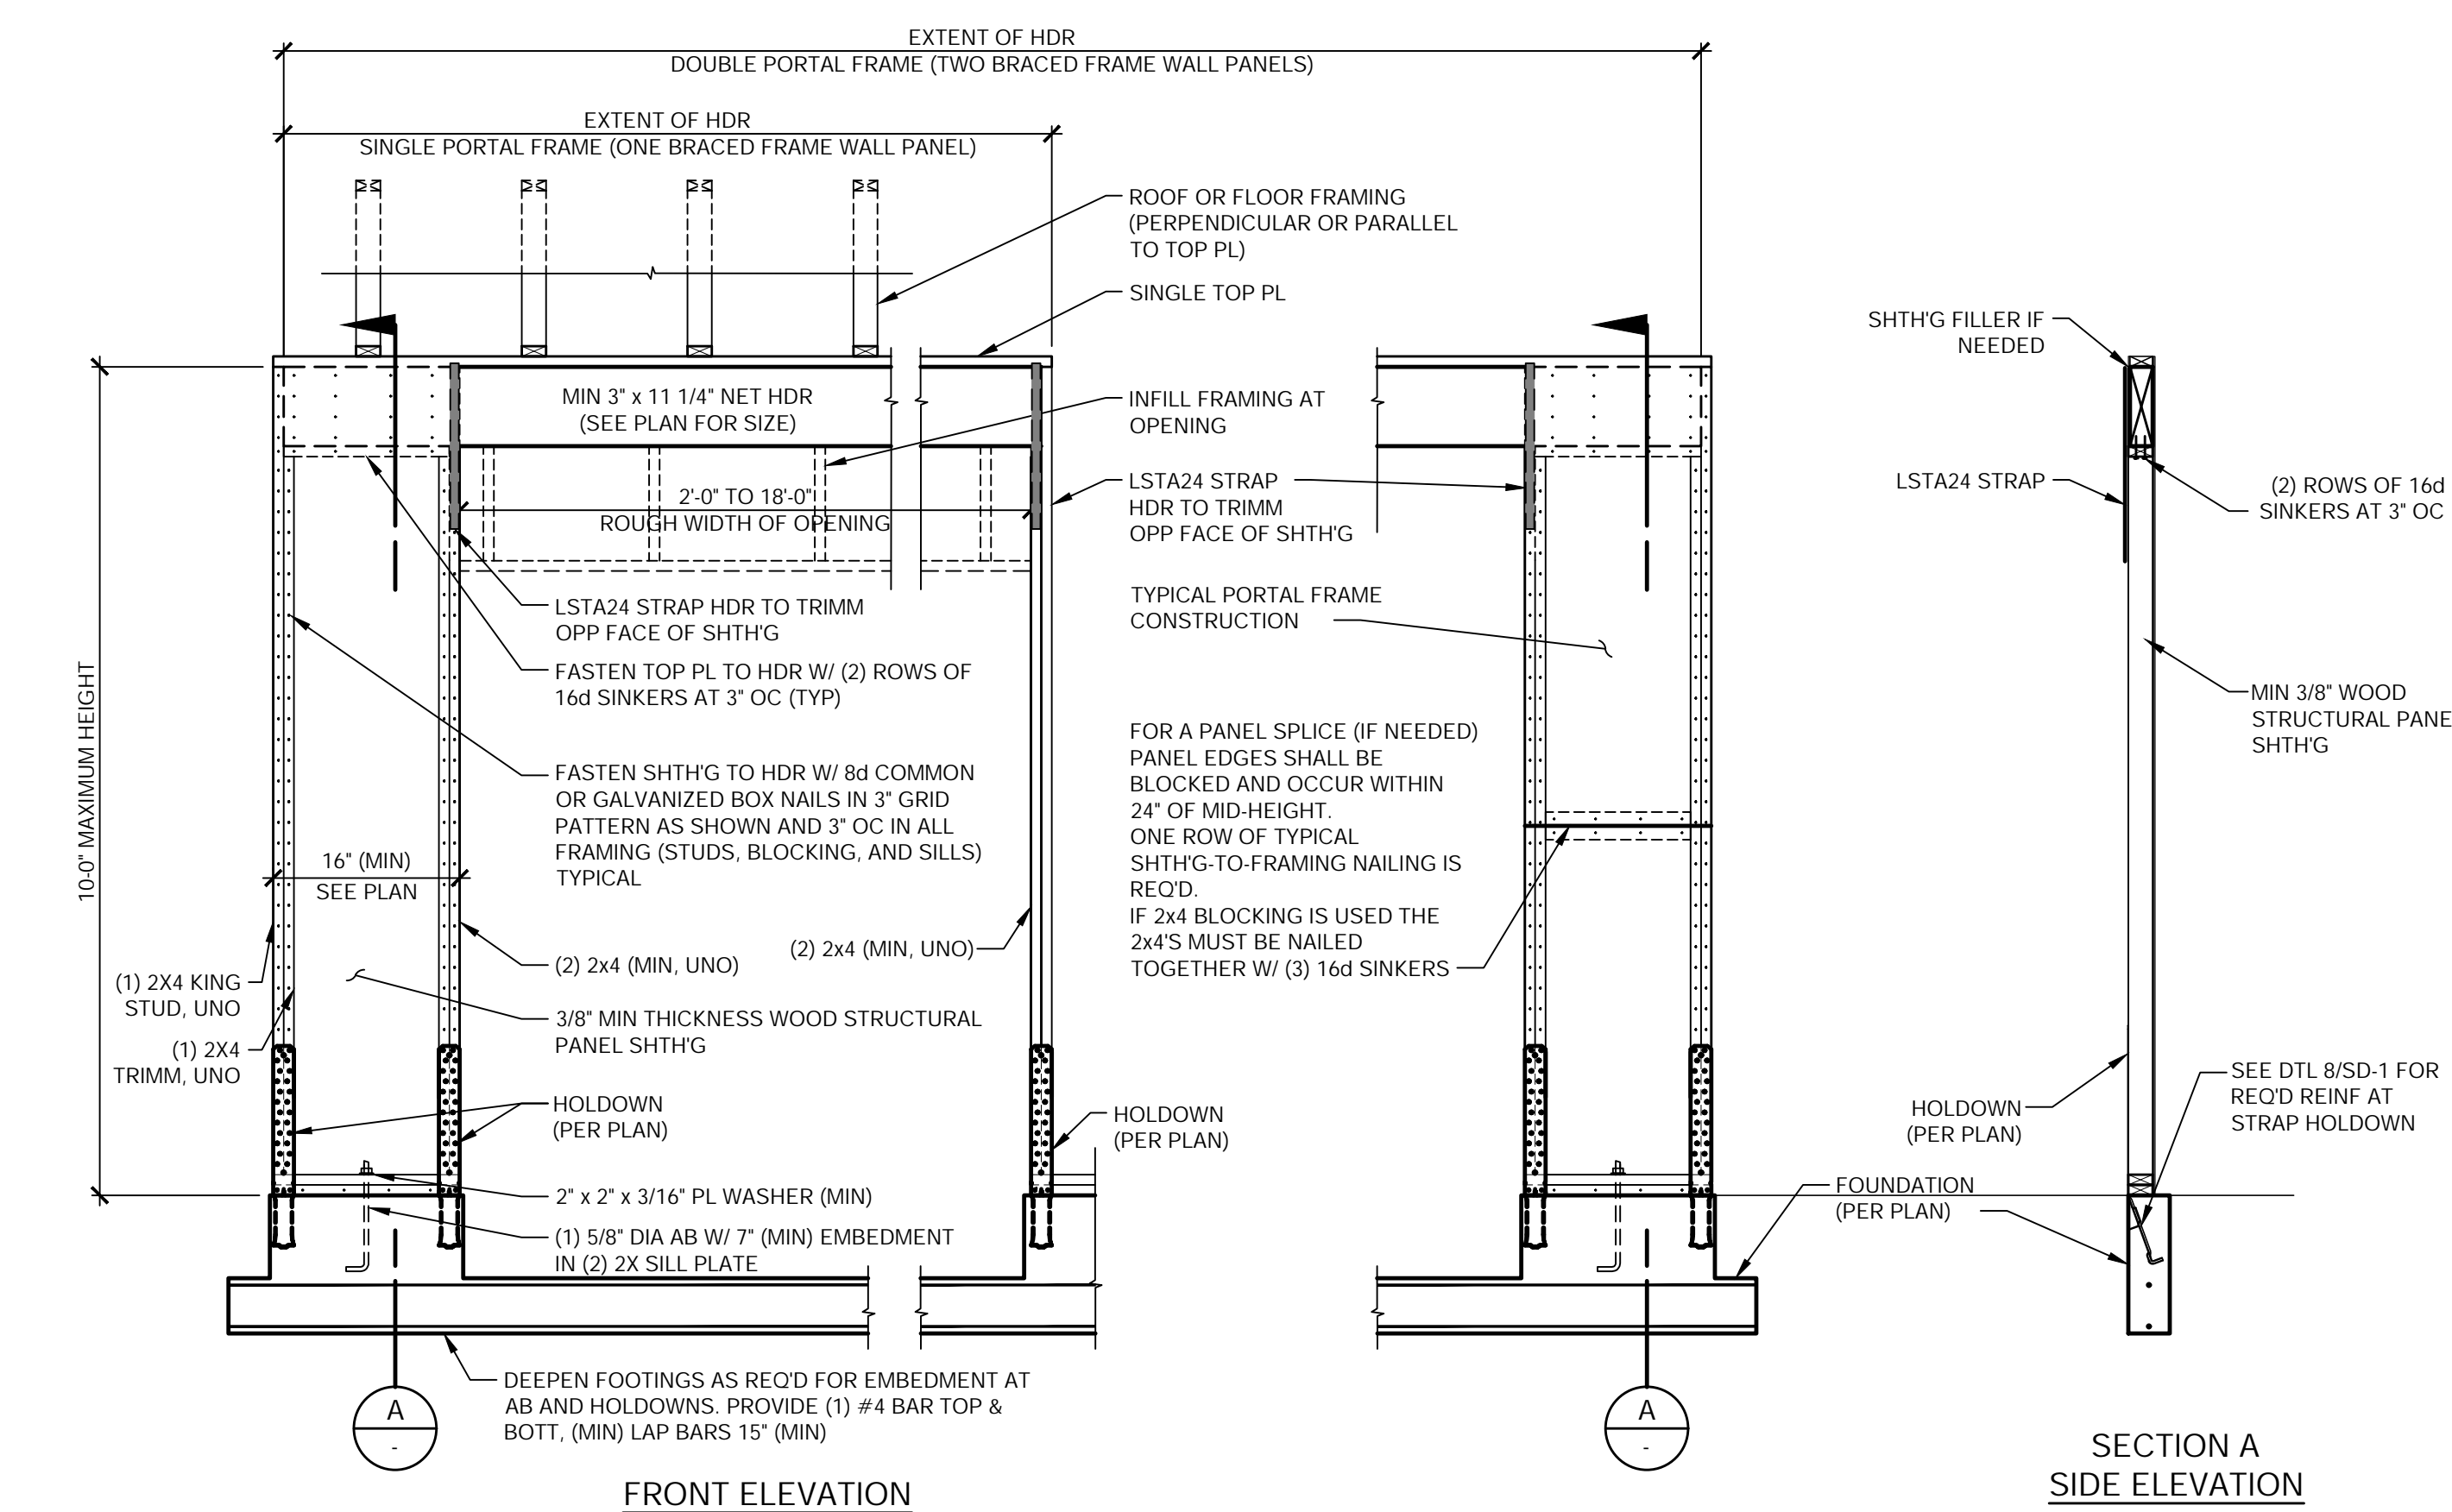 EXTENT OF HDR
DOUBLE PORTAL FRAME (TWO BRACED FRAME WALL PANELS)
EXTENT OF HDR
SINGLE PORTAL FRAME (ONE BRACED FRAME WALL PANEL)
ROOF OR FLOOR FRAMING
(PERPENDICULAR OR PARALLEL
TO TOP PL)
SINGLE TOP PL
MIN 3" x 11 1/4" NET HDR
(SEE PLAN FOR SIZE)
INFILL FRAMING AT
OPENING
2'-0" TO 18'-0"
ROUGH WIDTH OF OPENING
LSTA24 STRAP
HDR TO TRIMM
OPP FACE OF SHTH'G
LSTA24 STRAP HDR TO TRIMM
OPP FACE OF SHTH'G
FASTEN TOP PL TO HDR W/ (2) ROWS OF
16d SINKERS AT 3" OC (TYP)
FASTEN SHTH'G TO HDR W/ 8d COMMON
OR GALVANIZED BOX NAILS IN 3" GRID
PATTERN AS SHOWN AND 3" OC IN ALL
FRAMING (STUDS, BLOCKING, AND SILLS)
TYPICAL
10-0" MAXIMUM HEIGHT
16" (MIN)
SEE PLAN
(1) 2X4 KING
STUD, UNO
(1) 2X4
TRIMM, UNO
(2) 2x4 (MIN, UNO)
(2) 2x4 (MIN, UNO)
3/8" MIN THICKNESS WOOD STRUCTURAL
PANEL SHTH'G
HOLDOWN
(PER PLAN)
2" x 2" x 3/16" PL WASHER (MIN)
(1) 5/8" DIA AB W/ 7" (MIN) EMBEDMENT
IN (2) 2X SILL PLATE
DEEPEN FOOTINGS AS REQ'D FOR EMBEDMENT AT
AB AND HOLDOWNS. PROVIDE (1) #4 BAR TOP &
BOTT, (MIN) LAP BARS 15" (MIN)
A
-
FRONT ELEVATION
TYPICAL PORTAL FRAME
CONSTRUCTION
FOR A PANEL SPLICE (IF NEEDED)
PANEL EDGES SHALL BE
BLOCKED AND OCCUR WITHIN
24" OF MID-HEIGHT.
ONE ROW OF TYPICAL
SHTH'G-TO-FRAMING NAILING IS
REQ'D.
IF 2x4 BLOCKING IS USED THE
2x4'S MUST BE NAILED
TOGETHER W/ (3) 16d SINKERS
HOLDOWN
(PER PLAN)
FOUNDATION
(PER PLAN)
A
-
SHTH'G FILLER IF
NEEDED
LSTA24 STRAP
(2) ROWS OF 16d
SINKERS AT 3" OC
MIN 3/8" WOOD
STRUCTURAL PANE
SHTH'G
HOLDOWN
(PER PLAN)
SEE DTL 8/SD-1 FOR
REQ'D REINF AT
STRAP HOLDOWN
SECTION A
SIDE ELEVATION